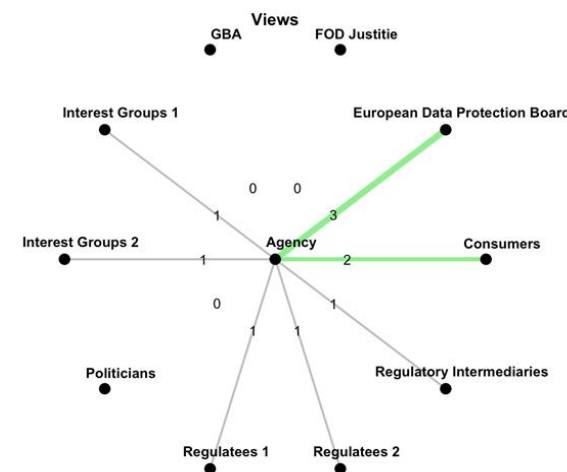 Views
GBA
FOD Justitie
Interest Groups 1
European Data Protection Board
0
0
1
3
Interest Groups 2
Agency
Consumers
1
2
0
1
1
1
Politicians
Regulatory Intermediaries
Regulatees 1
Regulatees 2